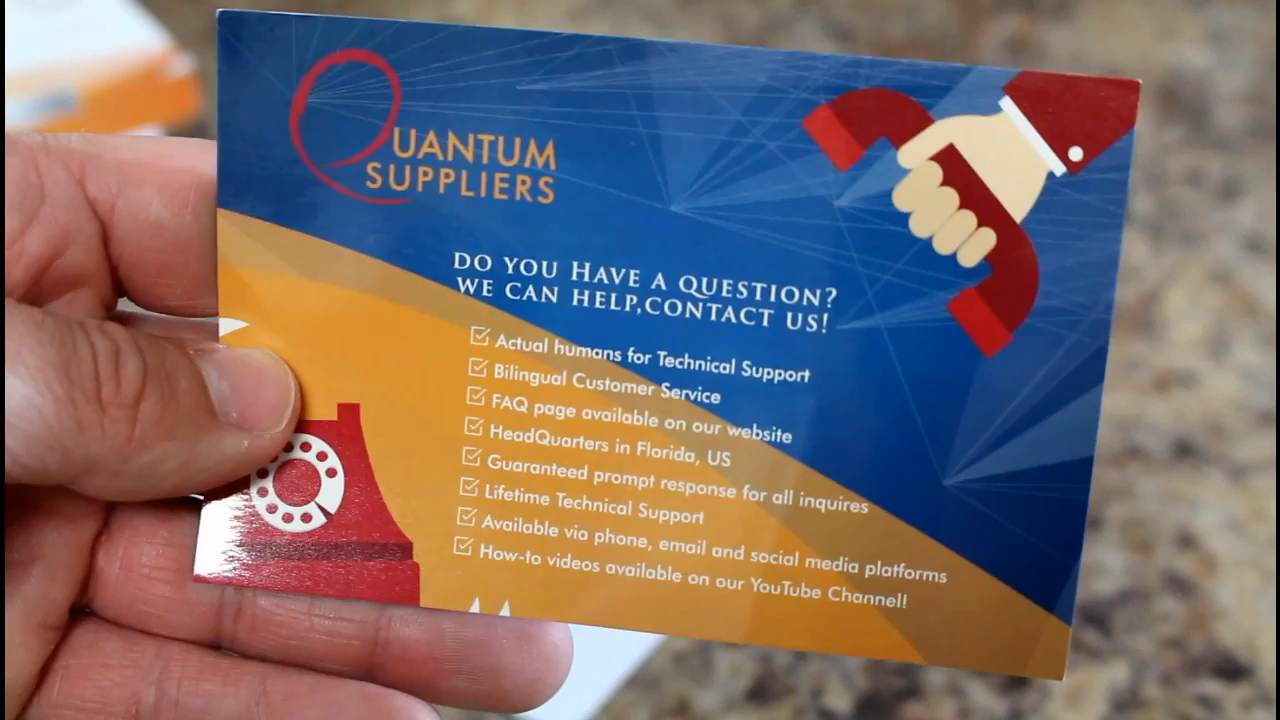 QUANTUM
SUPPLIERS
DO YOU HAVE A QUESTION?
WE CAN HELP,CONTACT US!
Actual humans for Technical Support
Bilingual Customer Service
FAQ page available on our website
HeadQuarters in Florida, US
Guaranteed prompt response for all inquires
Lifetime Technical Support
Available via phone, email and social media platforms
How-to videos available on our YouTube Channel!